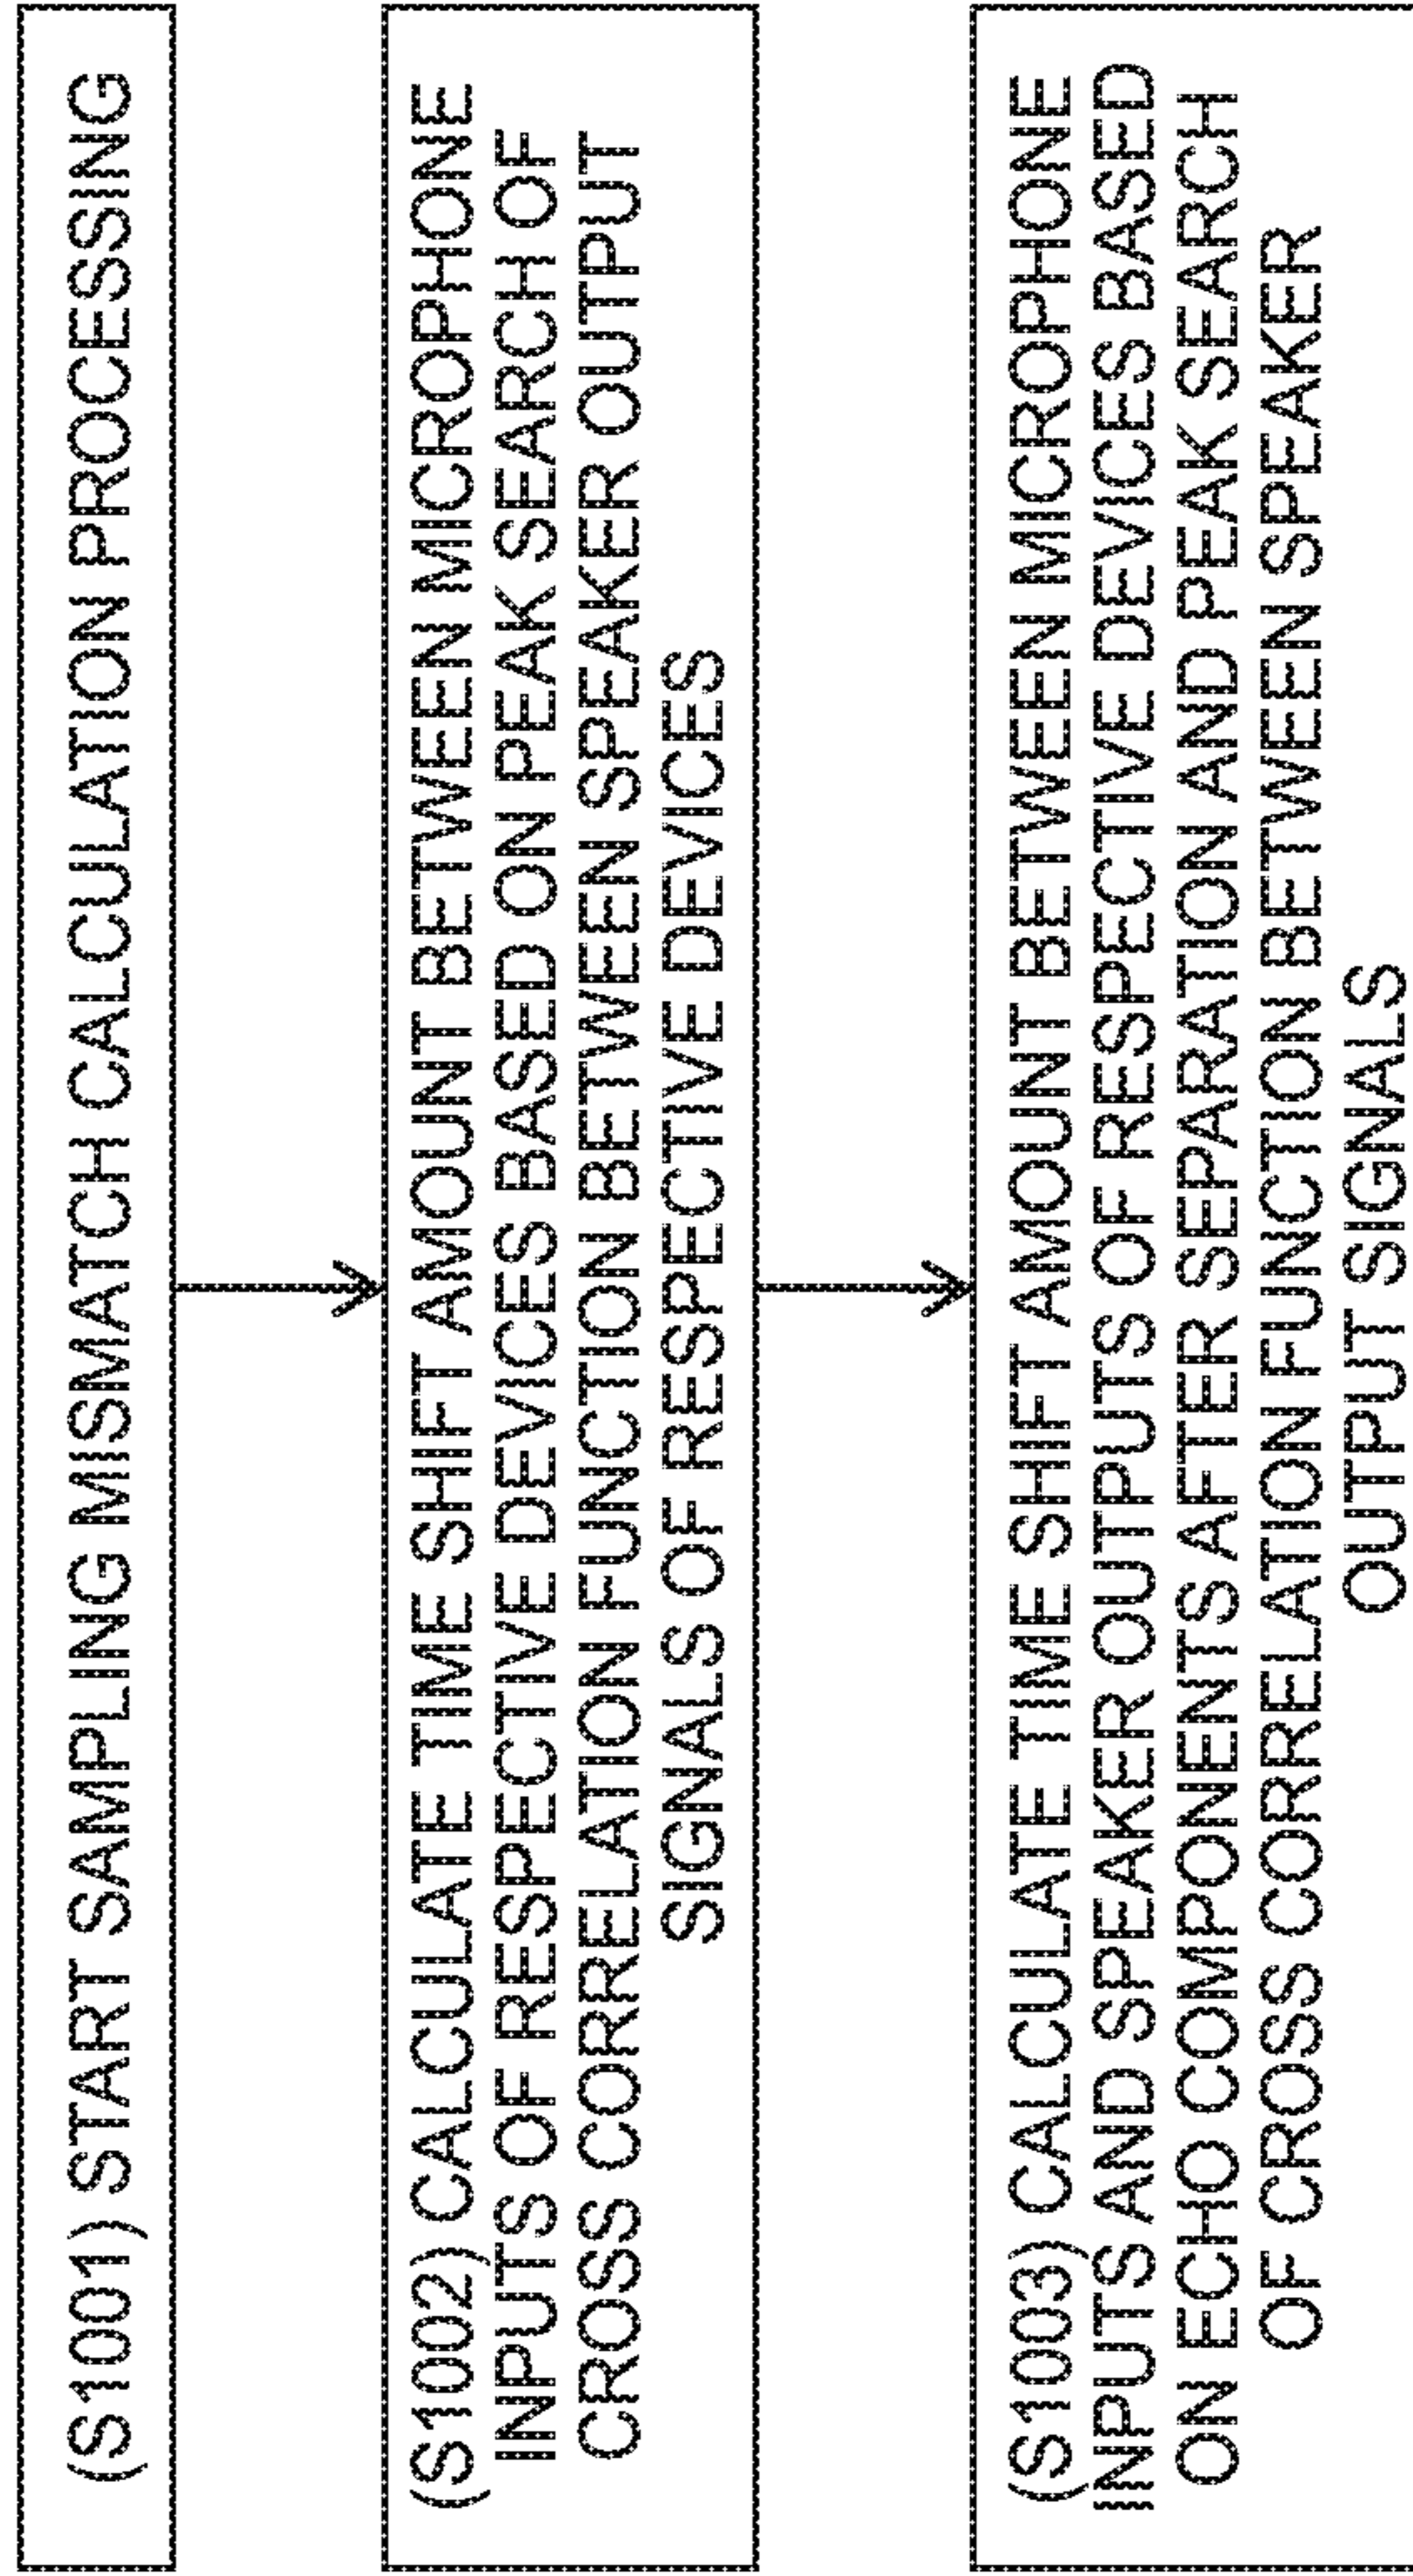 (S1001) START SAMPLING MISMATCH CALCULATION PROCESSING
(S1002) CALCULATE TIME SHIFT AMOUNT BETWEEN MICROPHONE
INPUTS OF RESPECTIVE DEVICES BASED ON PEAK SEARCH OF
CROSS CORRELATION FUNCTION BETWEEN SPEAKER OUTPUT
SIGNALS OF RESPECTIVE DEVICES
(S1003) CALCULATE TIME SHIFT AMOUNT BETWEEN MICROPHONE
INPUTS AND SPEAKER OUTPUTS OF RESPECTIVE DEVICES BASED
ON ECHO COMPONENTS AFTER SEPARATION AND PEAK SEARCH
OF CROSS CORRELATION FUNCTION BETWEEN SPEAKER
OUTPUT SIGNALS